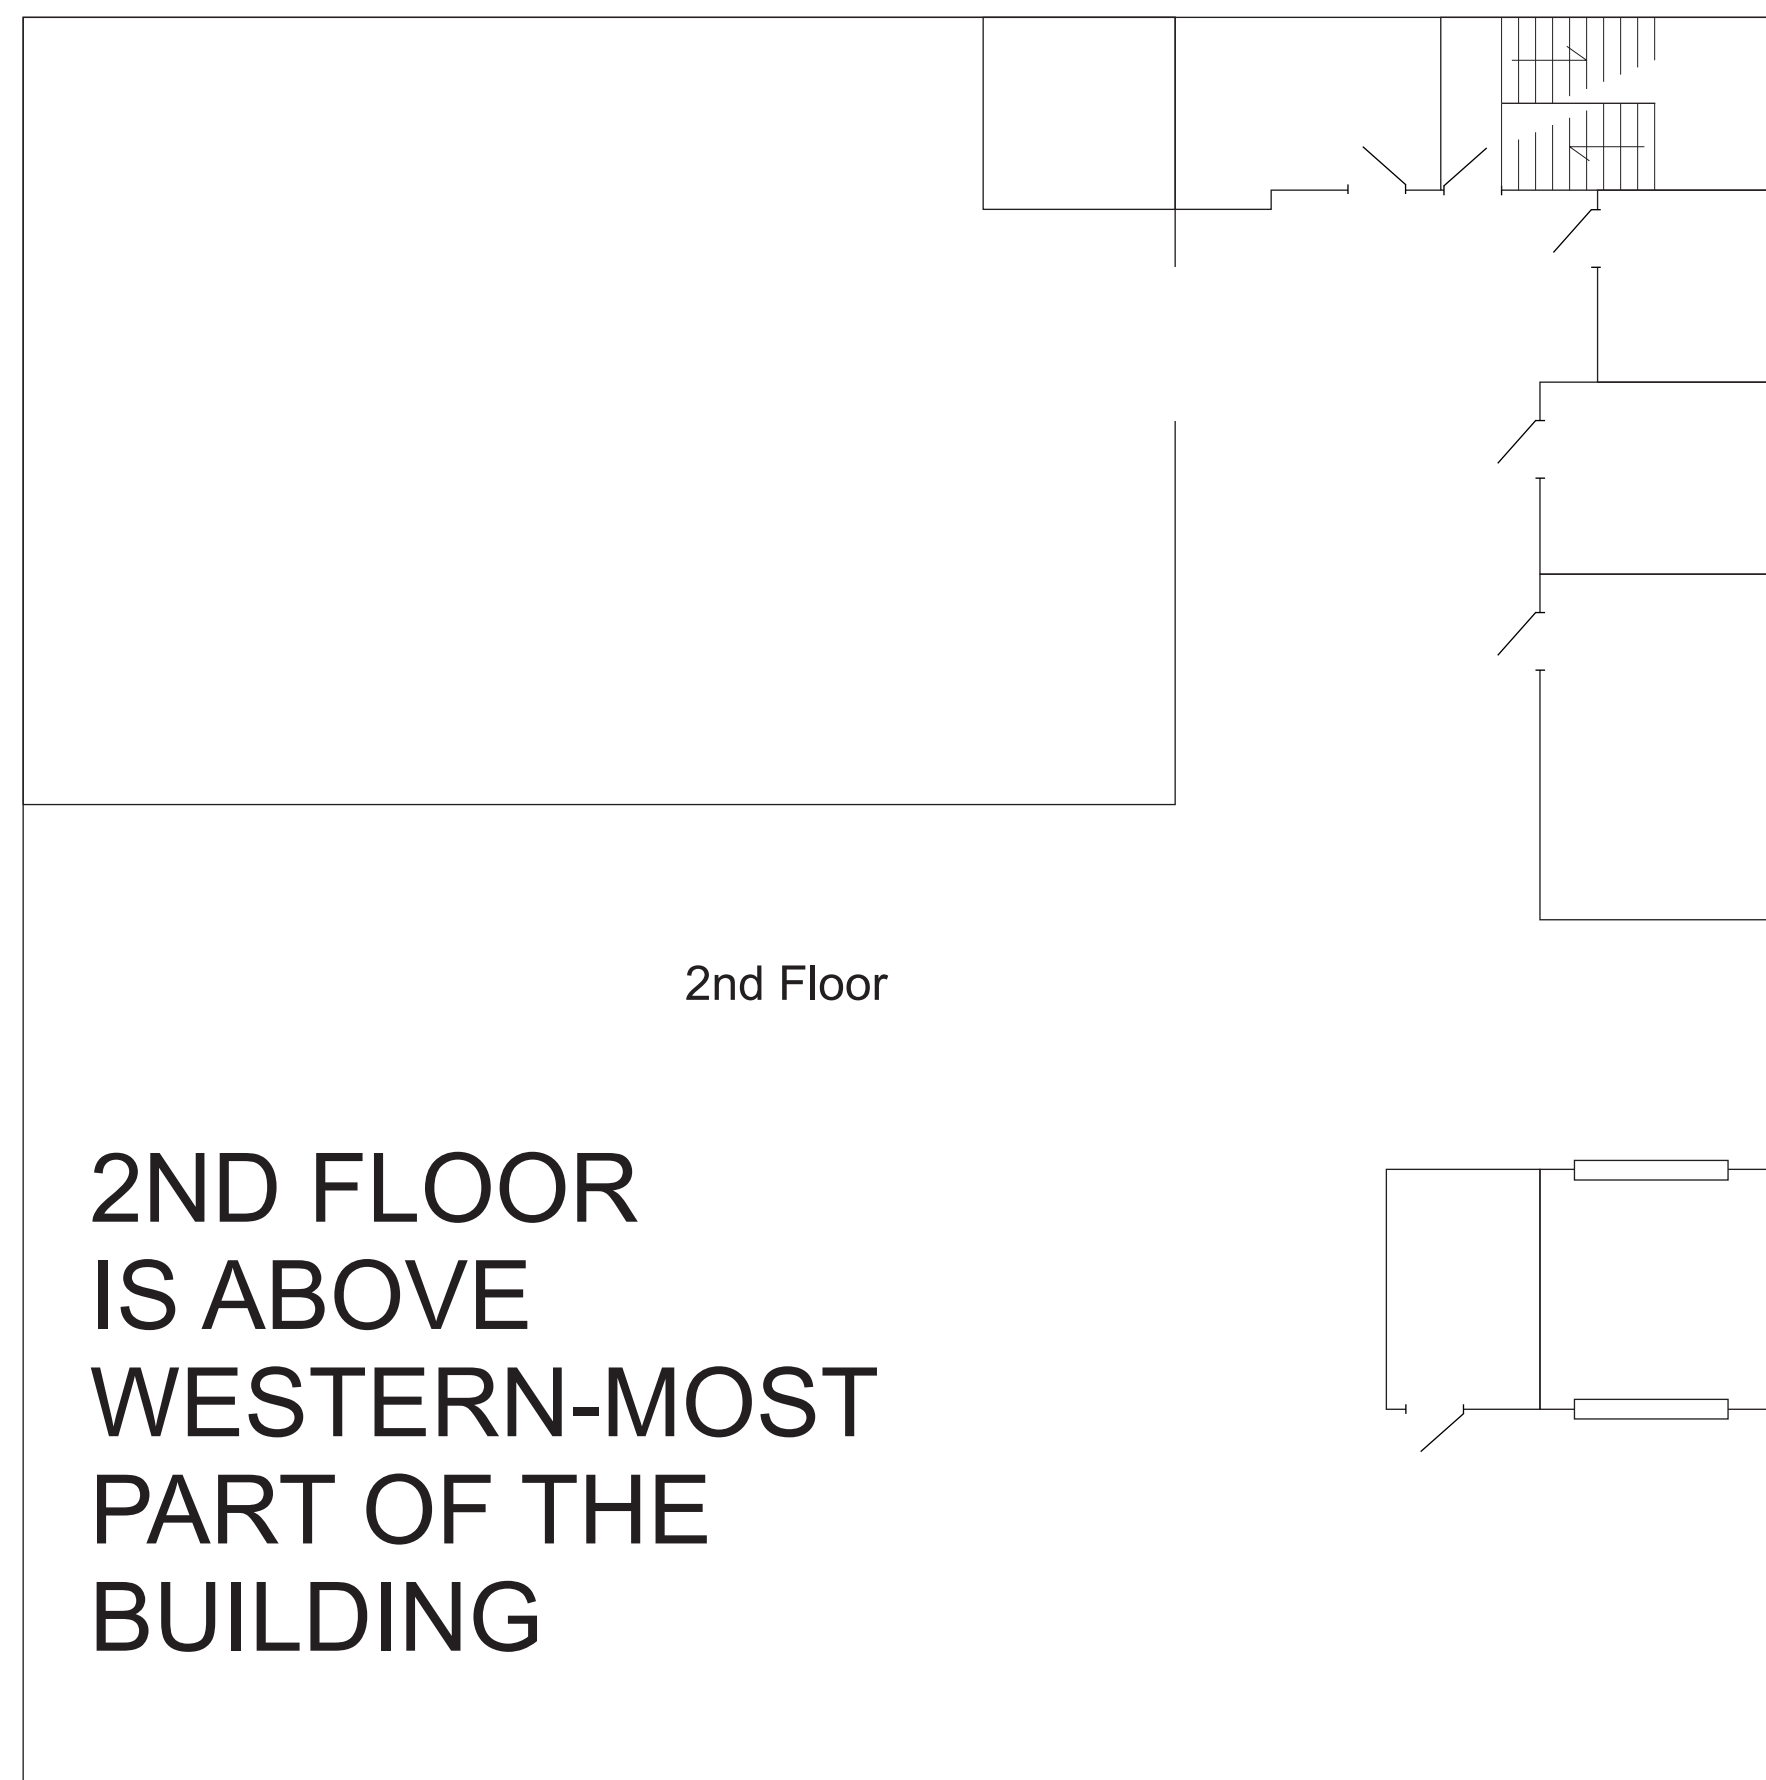 2nd Floor
2ND FLOOR
IS ABOVE
WESTERN-MOST
PART OF THE
BUILDING